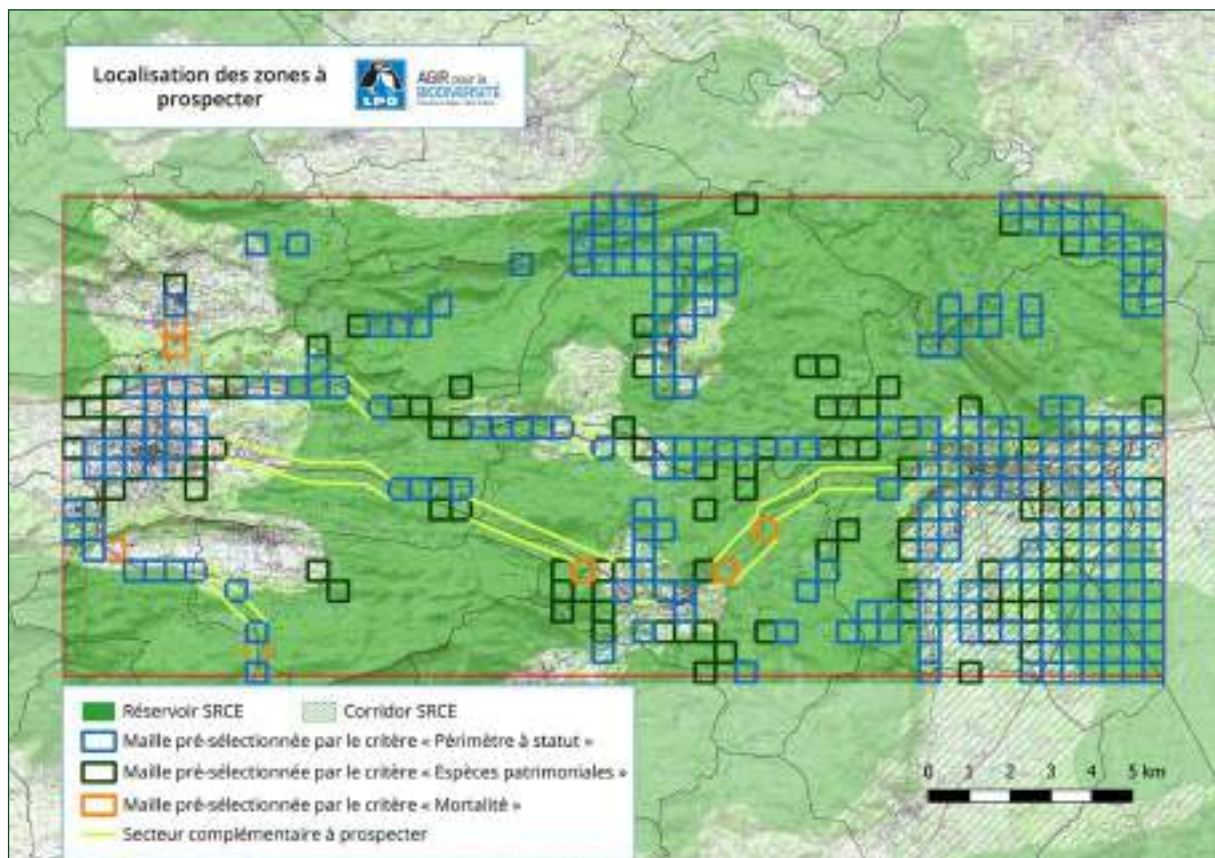 Localisation des zones à
prospecter
LPO
AGIR pour la
BIODIVERSITÉ
Réservoir SRCE
Corridor SRCE
Maille pré-sélectionnée par le critère « Périmètre à statut »
Maille pré-sélectionnée par le critère « Espèces patrimoniales »
Maille pré-sélectionnée par le critère « Mortalité »
Secteur complémentaire à prospecter
0 1 2 3 4 5 km